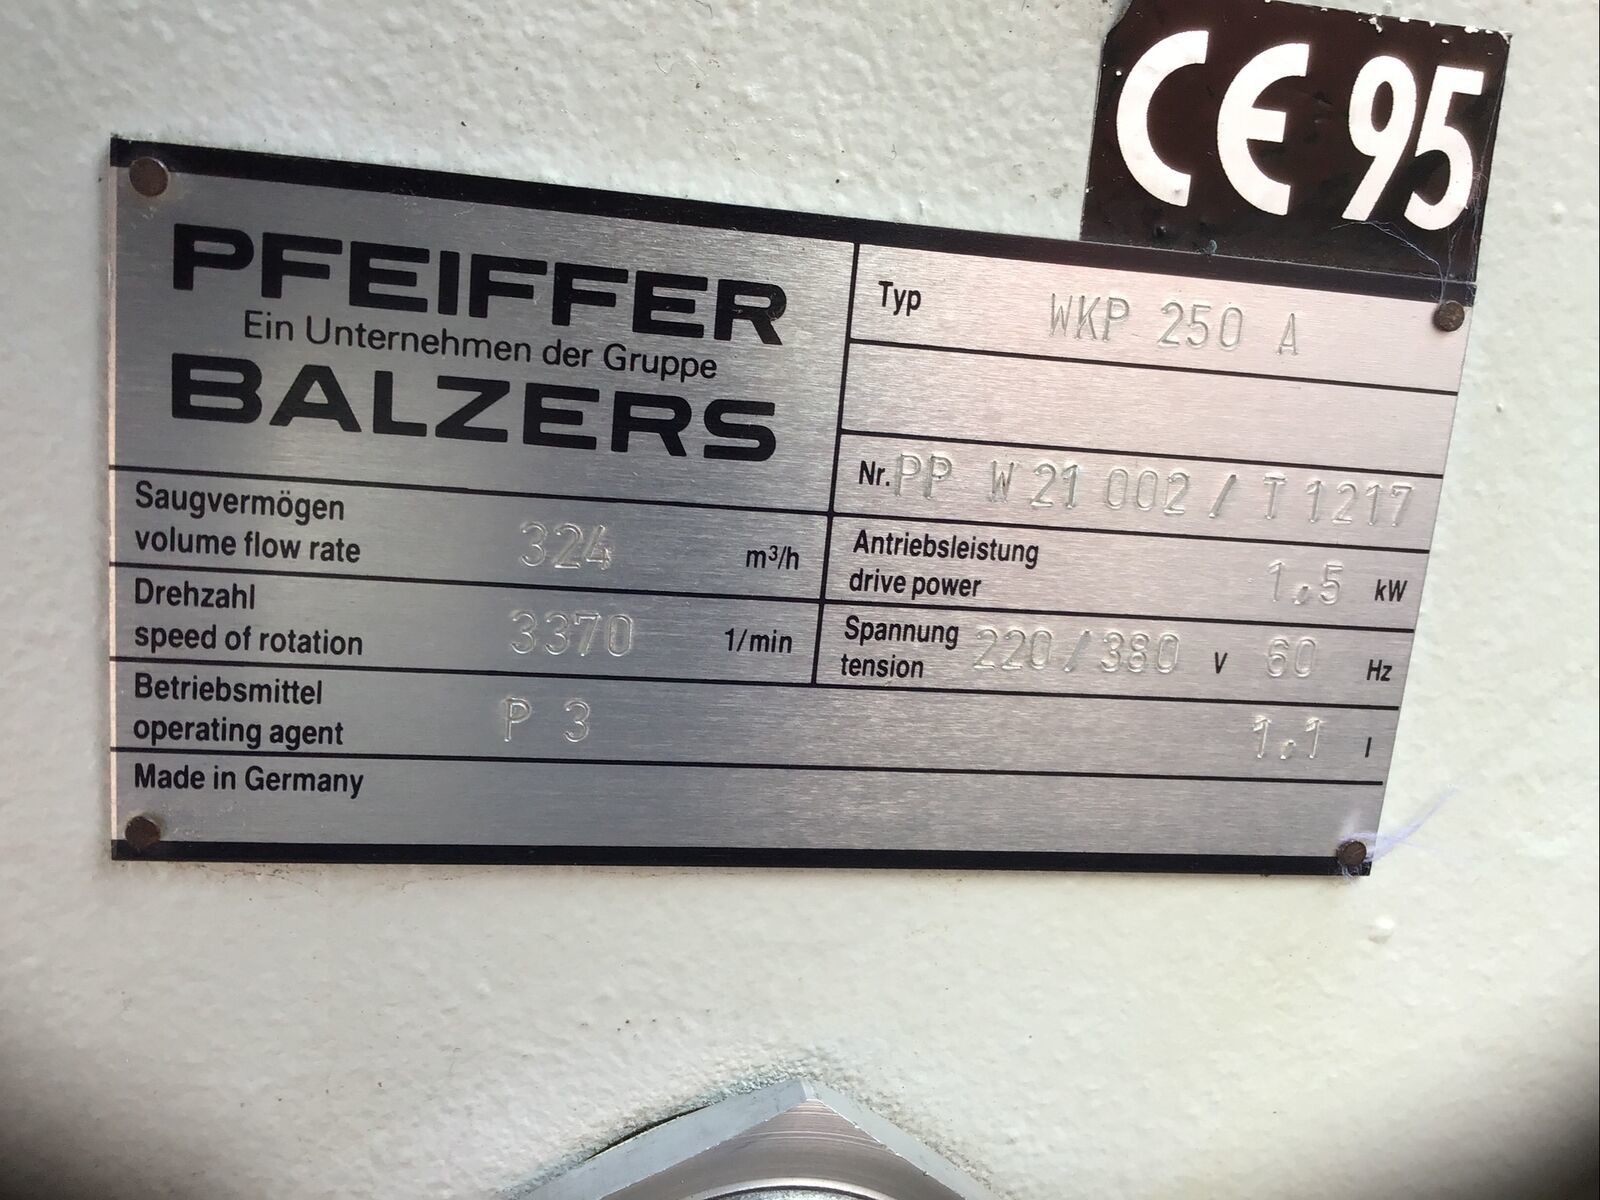 CE 95
PFEIFFER
Ein Unternehmen der Gruppe
BALZERS
Typ WKP 250 A
Nr. PP W 21 002 / T 1217
Saugvermögen
volume flow rate 324 m³/h
Antriebsleistung
drive power 1.5 kW
Drehzahl
speed of rotation 3370 1/min
Spannung
tension 220/380 V 60 Hz
Betriebsmittel
operating agent P 3 1.1 l
Made in Germany